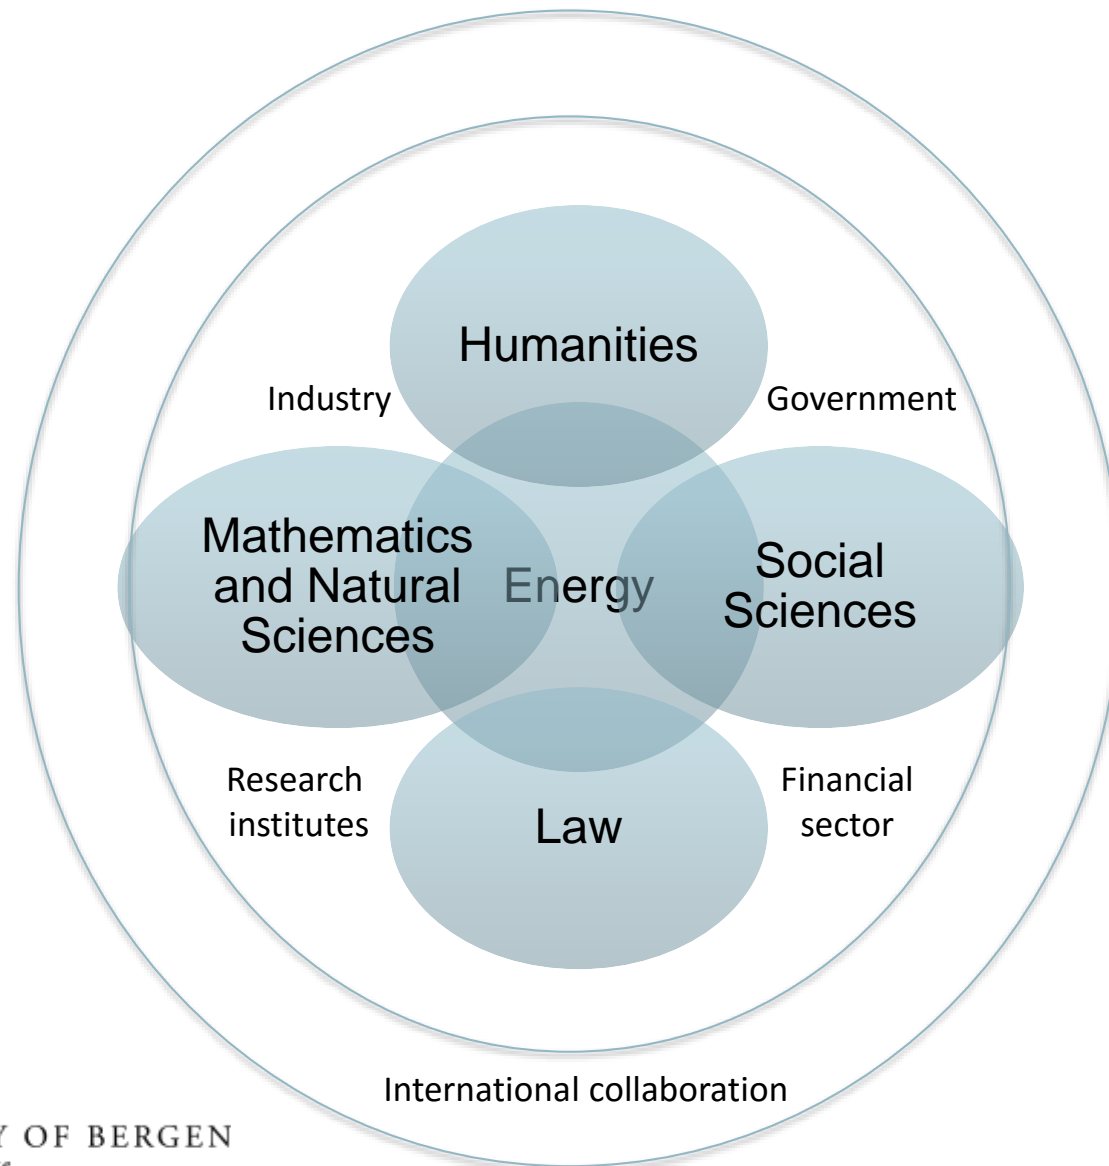 Humanities
Industry
Government
Mathematics
and Natural
Sciences
Energy
Social
Sciences
Research
institutes
Financial
sector
Law
International collaboration
Y OF BERGEN